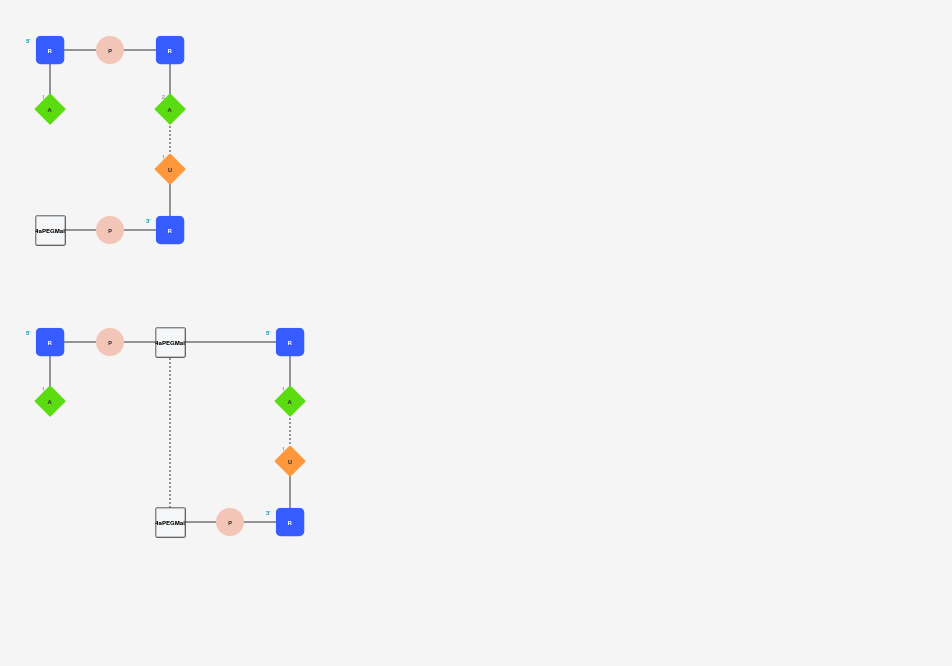 5'
R P R
1 2
A A
1
U
3'
4aPEGMal P R
5' 5'
R P 4aPEGMal R
1 1
A A
1
U
3'
4aPEGMal P R